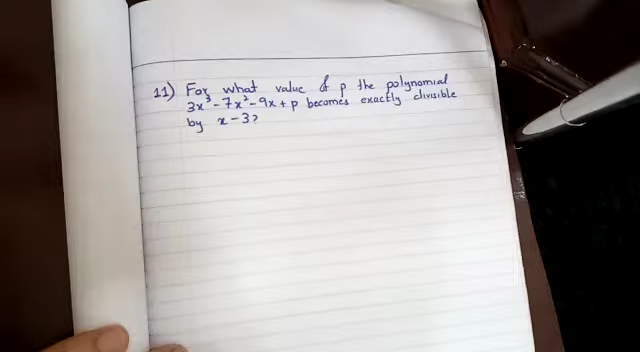 11) For what value of p the polynomial
3x³-7x²-9x+p becomes exactly divisible
by x-3?